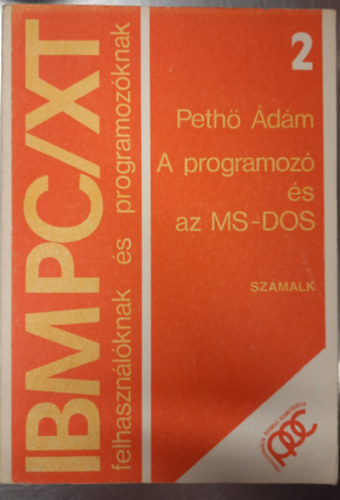 IBM PC/XT
felhasználóknak és programozóknak
2
Pethő Ádám
A programozó
és
az MS-DOS
SZÁMALK